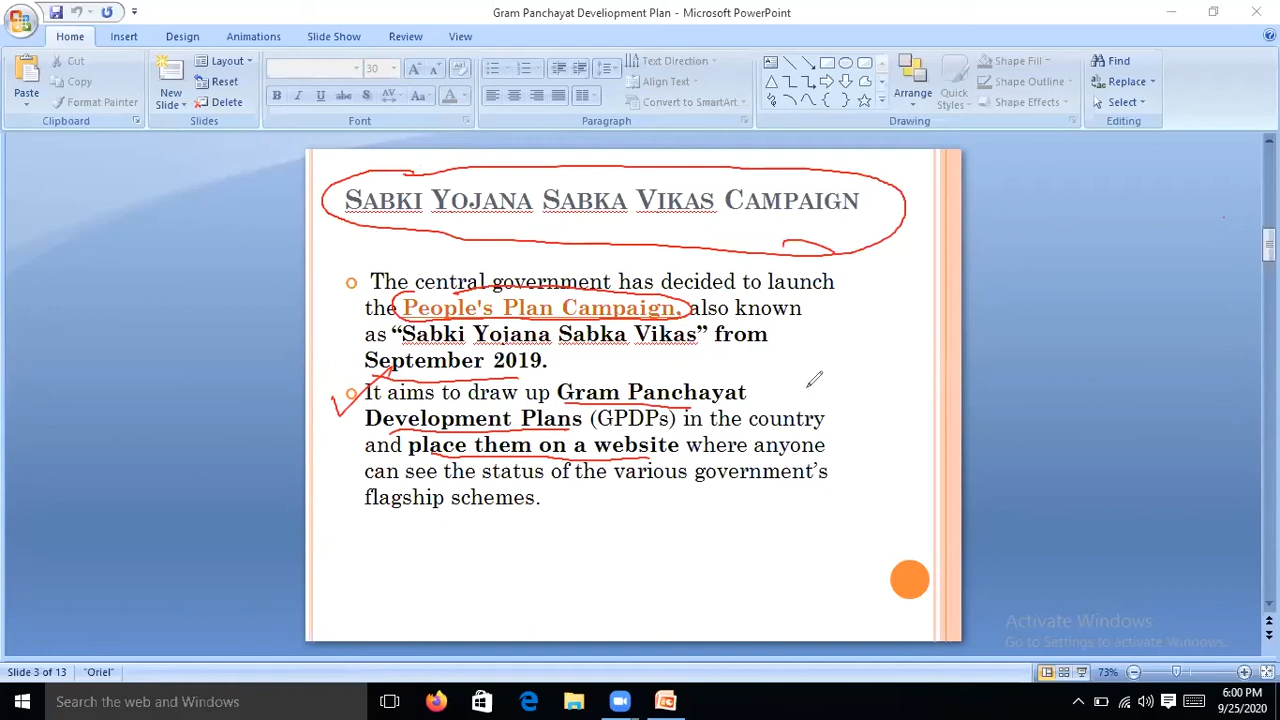 Gram Panchayat Develiopment Plan - Microsoft PowerPoint
Home Insert Design Animations Slide Show Review View
Paste Cut Copy Format Painter
Clipboard
New Slide Layout Reset Delete
Slides
30
B I U abc S AV Aa A
Font
Text Direction Align Text Convert to SmartArt
Paragraph
Arrange Quick Styles Shape Fill Shape Outline Shape Effects
Drawing
Find Replace Select
Editing
SABKI YOJANA SABKA VIKAS CAMPAIGN
The central government has decided to launch
the People's Plan Campaign, also known
as “Sabki Yojana Sabka Vikas” from
September 2019.
It aims to draw up Gram Panchayat
Development Plans (GPDPs) in the country
and place them on a website where anyone
can see the status of the various government’s
flagship schemes.
Activate Windows
Go to Settings to activate Windows.
Slide 3 of 13 "Oriel" 73%
Search the web and Windows
6:00 PM
9/25/2020